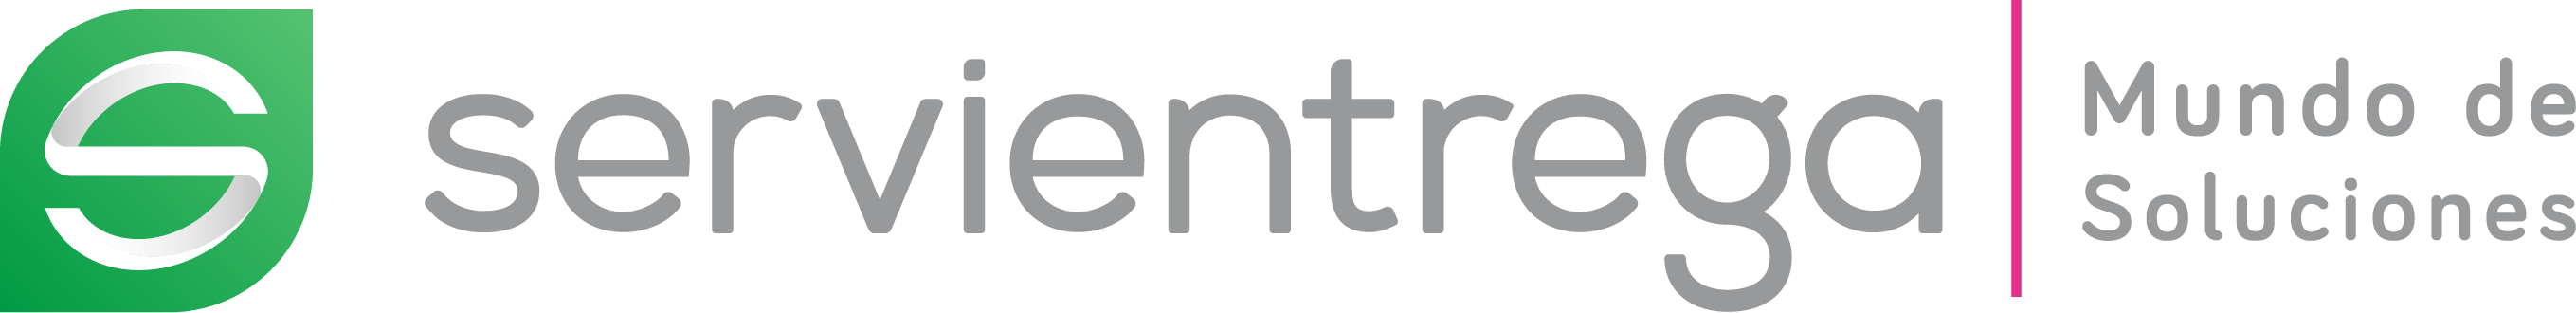 servientrega
Mundo de
Soluciones